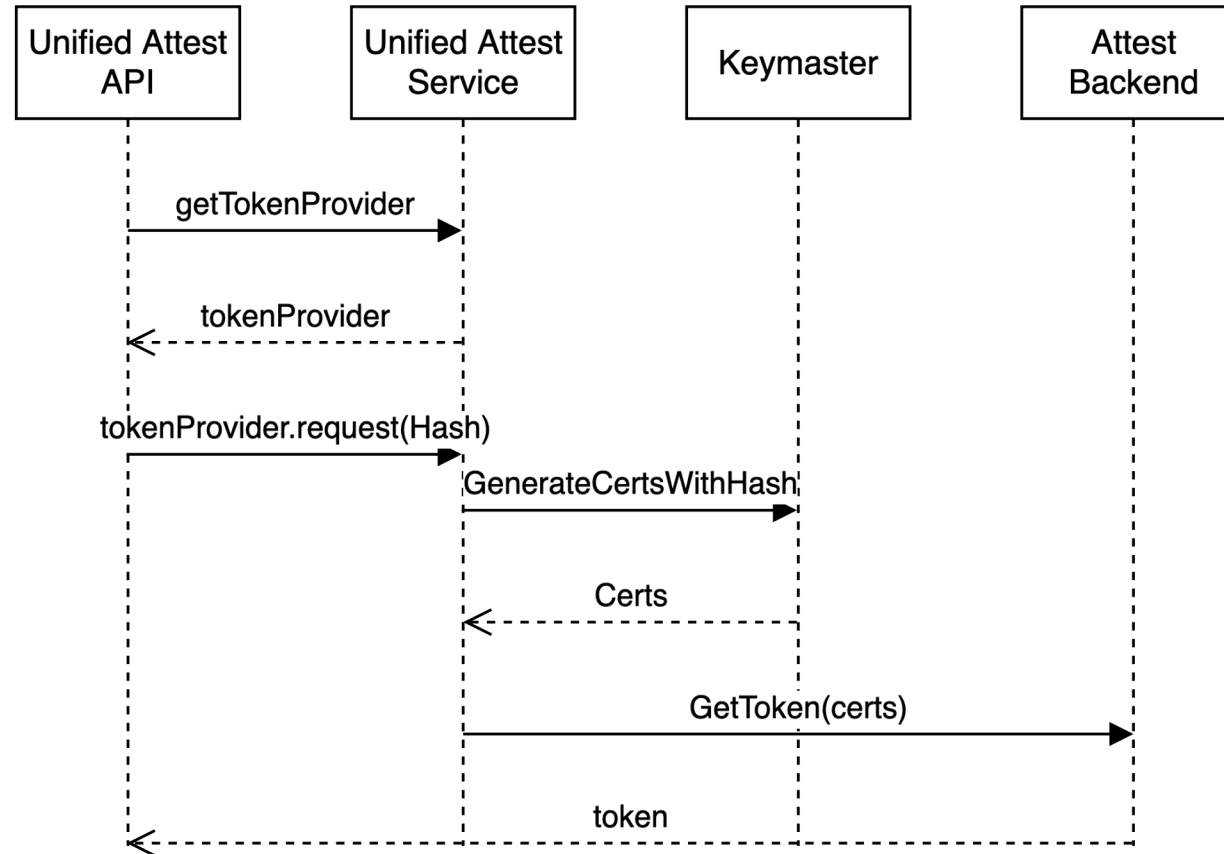 Unified Attest
API
Unified Attest
Service
Keymaster
Attest
Backend
getTokenProvider
tokenProvider
tokenProvider.request(Hash)
GenerateCertsWithHash
Certs
GetToken(certs)
token